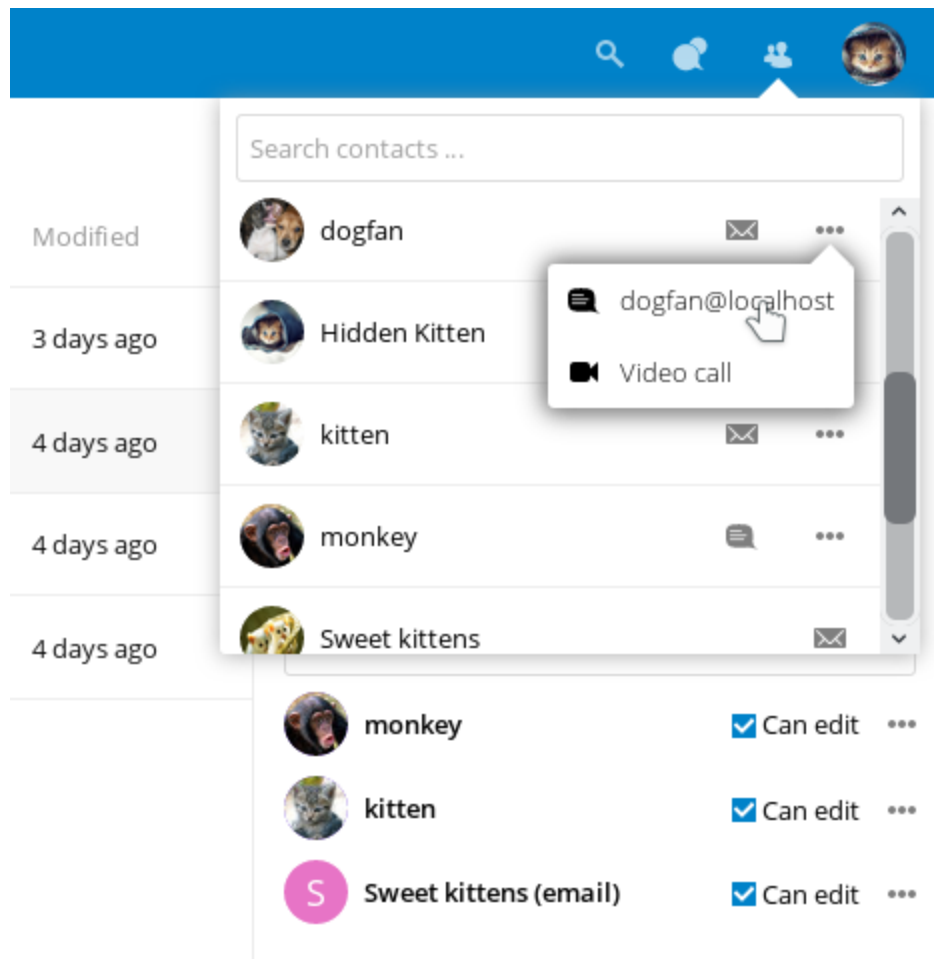 Search contacts ...
Modified
dogfan
dogfan@localhost
3 days ago
Hidden Kitten
Video call
4 days ago
kitten
4 days ago
monkey
4 days ago
Sweet kittens
monkey
Can edit
kitten
Can edit
S
Sweet kittens (email)
Can edit